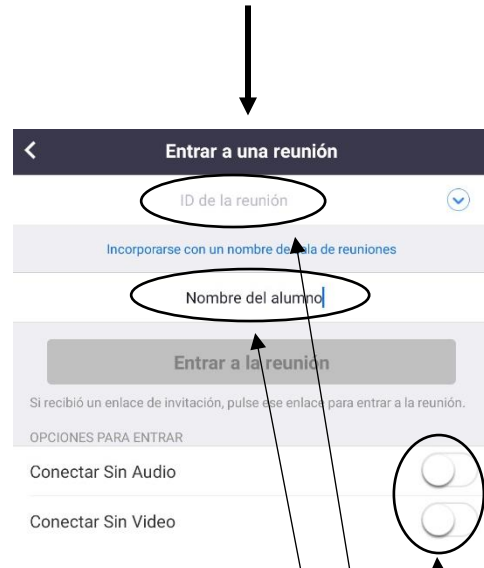 Entrar a una reunión
ID de la reunión
Incorporarse con un nombre de sala de reuniones
Nombre del alumno
Entrar a la reunión
Si recibió un enlace de invitación, pulse ese enlace para entrar a la reunión.
OPCIONES PARA ENTRAR
Conectar Sin Audio
Conectar Sin Video